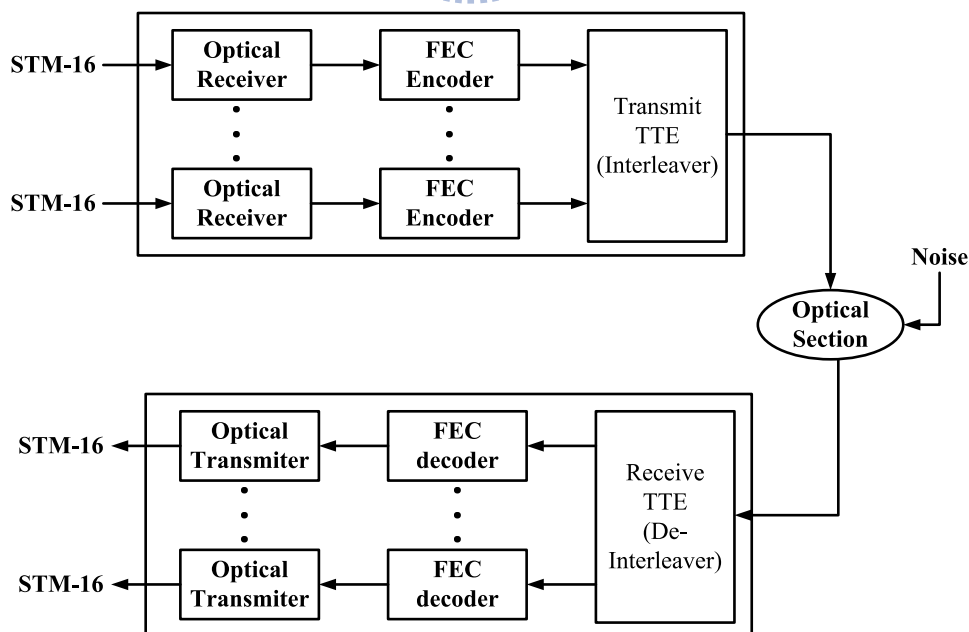 STM-16
Optical
Receiver
FEC
Encoder
Transmit
TTE
(Interleaver)
STM-16
Optical
Receiver
FEC
Encoder
Noise
Optical
Section
STM-16
Optical
Transmiter
FEC
decoder
Receive
TTE
(De-
Interleaver)
STM-16
Optical
Transmiter
FEC
decoder